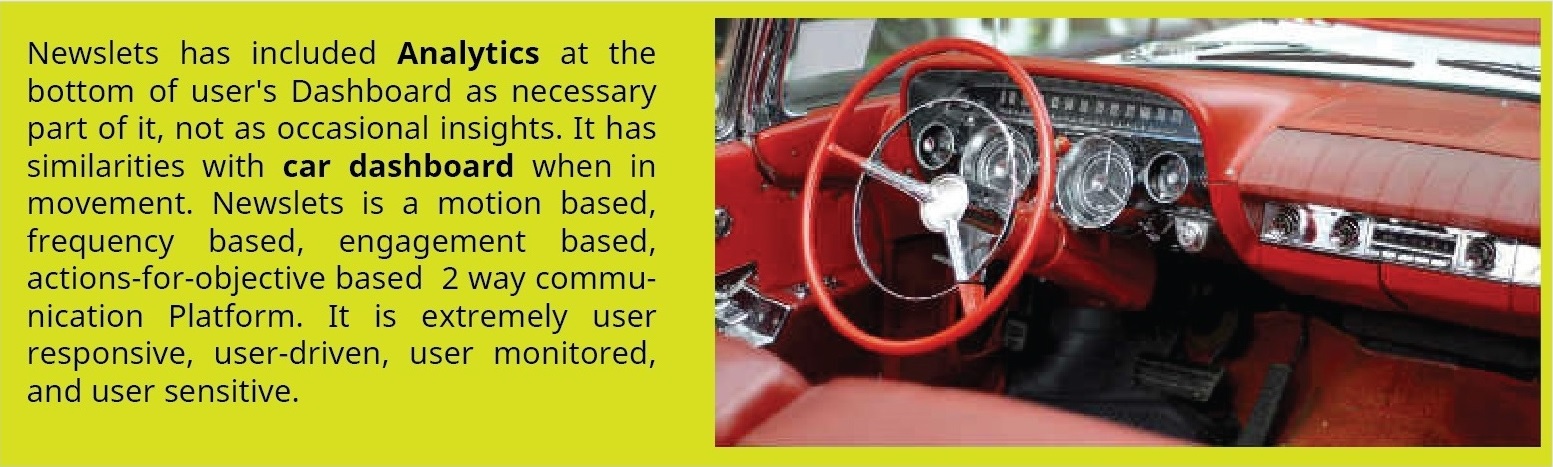 Newslets has included Analytics at the
bottom of user's Dashboard as necessary
part of it, not as occasional insights. It has
similarities with car dashboard when in
movement. Newslets is a motion based,
frequency based, engagement based,
actions-for-objective based  2 way commu-
nication Platform. It is extremely user
responsive, user-driven, user monitored,
and user sensitive.